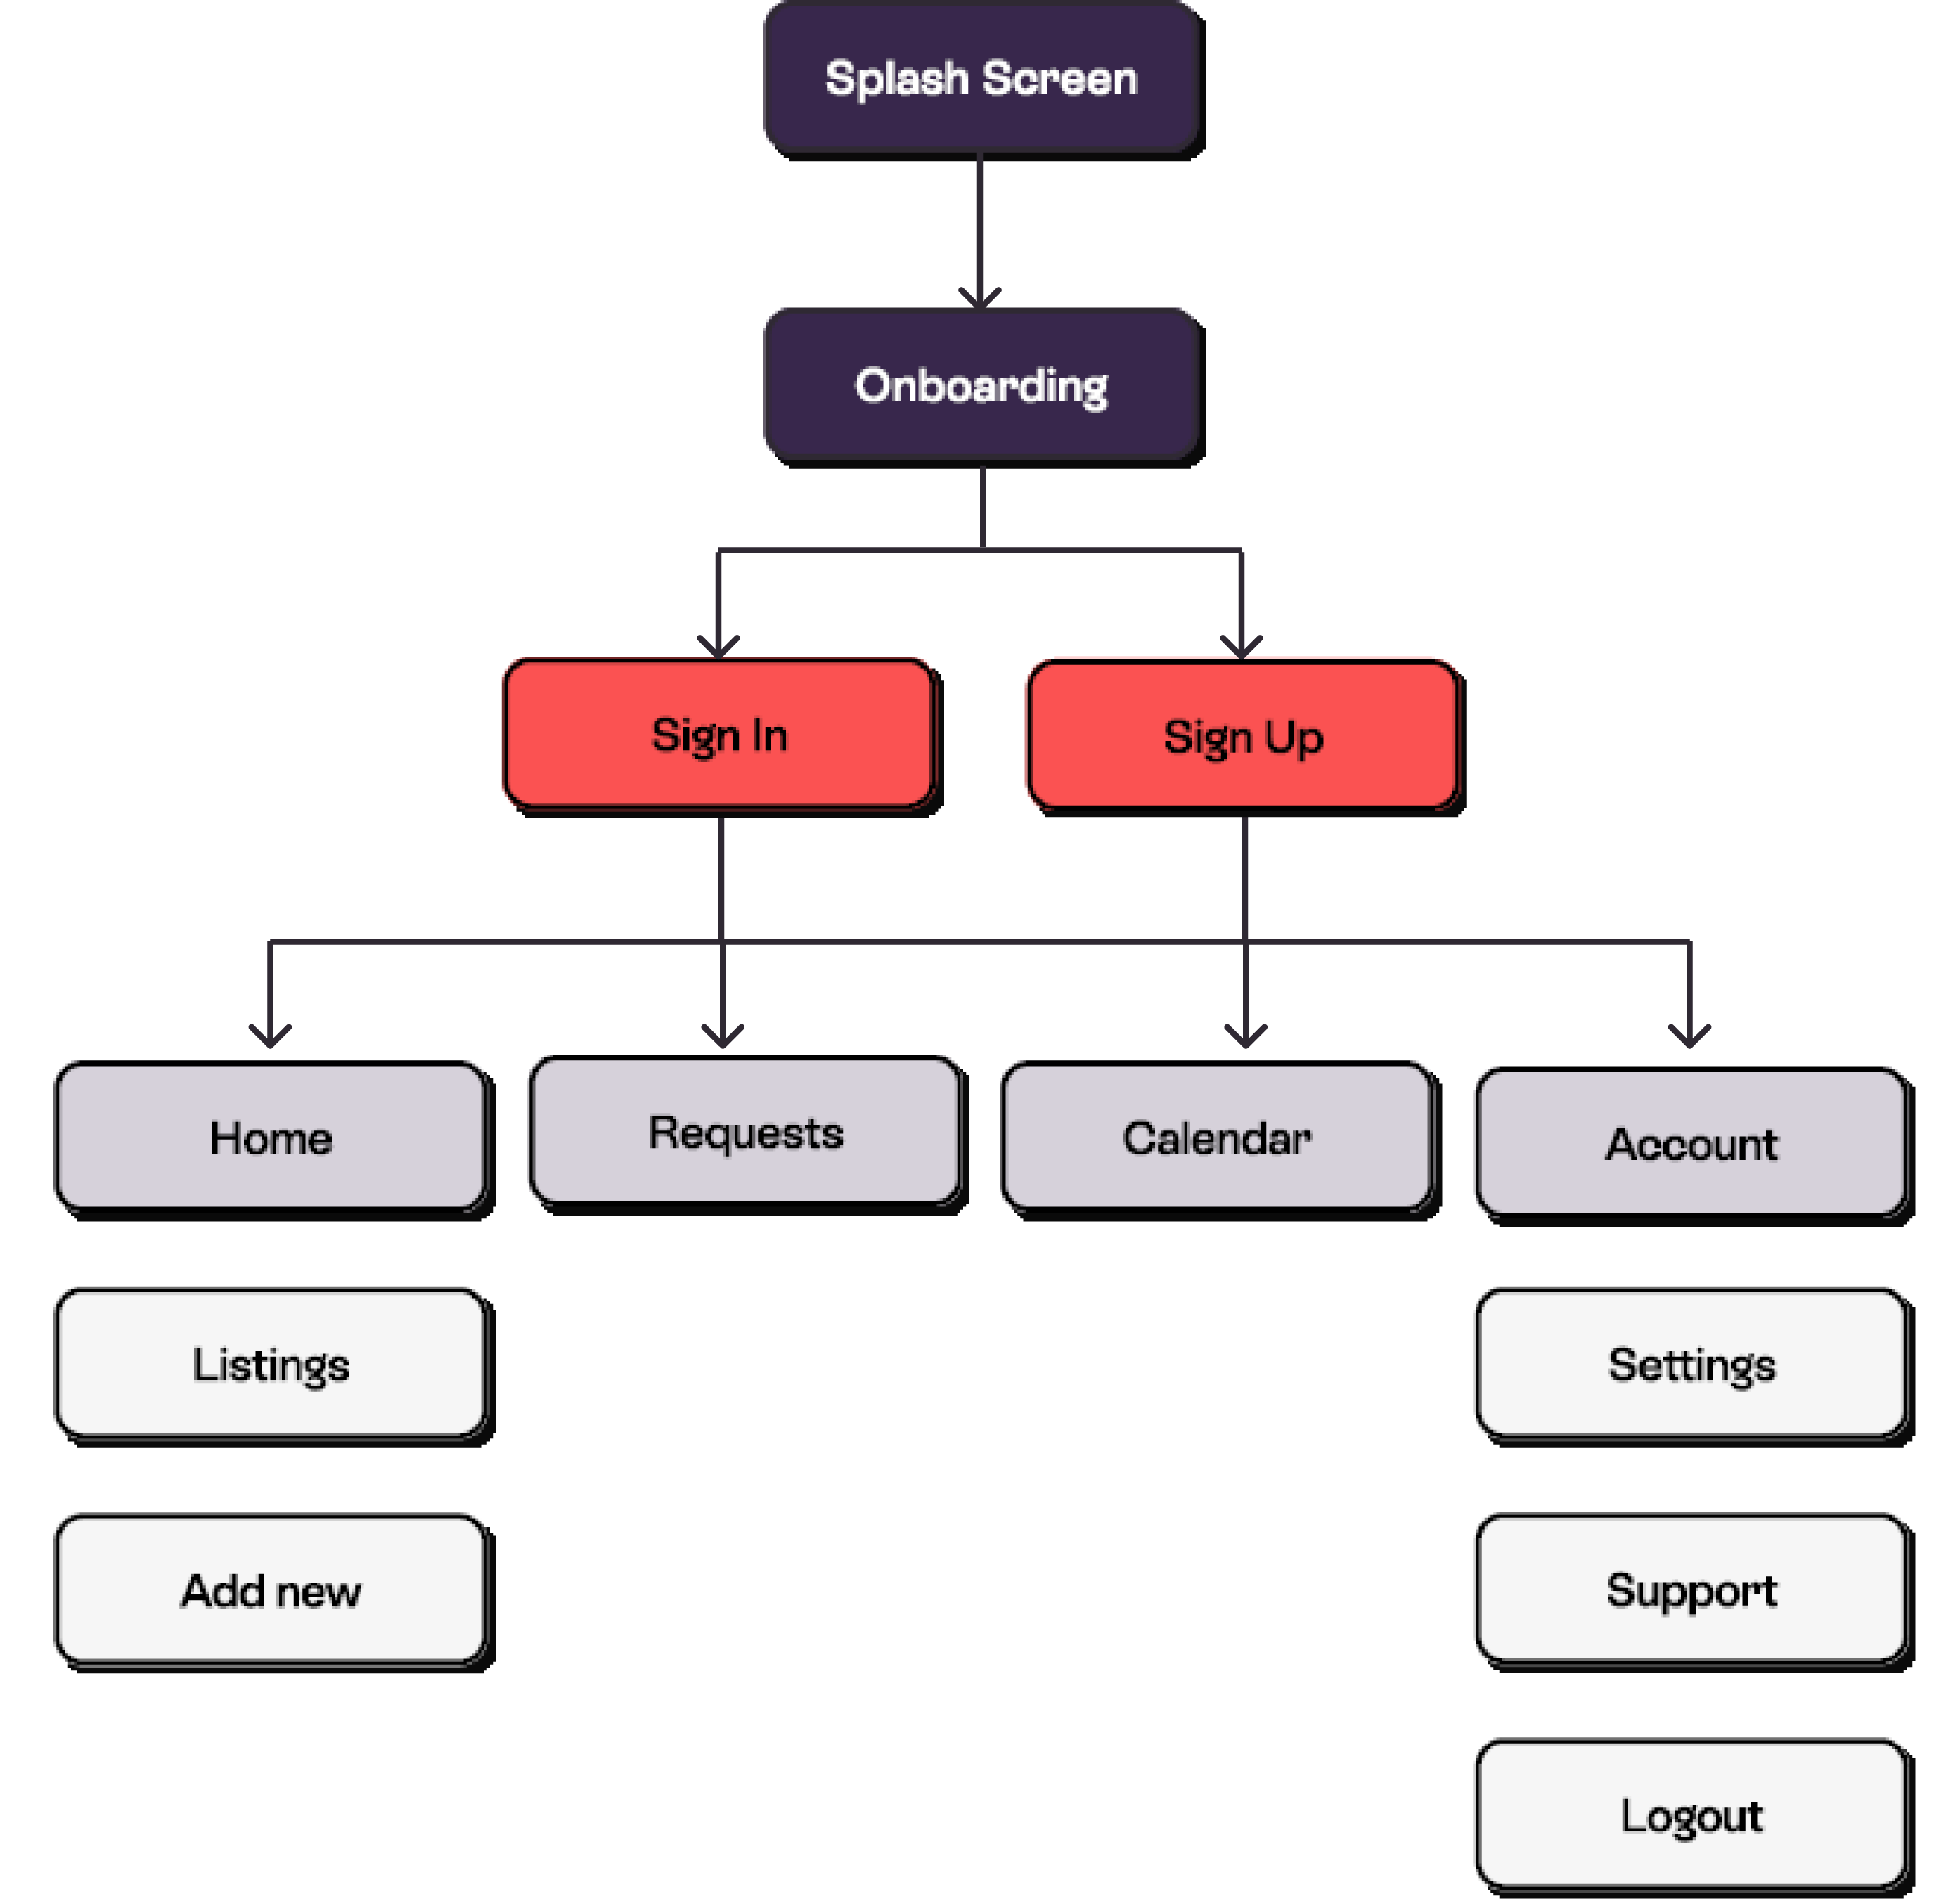 Splash Screen
Onboarding
Sign In
Sign Up
Home
Requests
Calendar
Account
Listings
Settings
Add new
Support
Logout